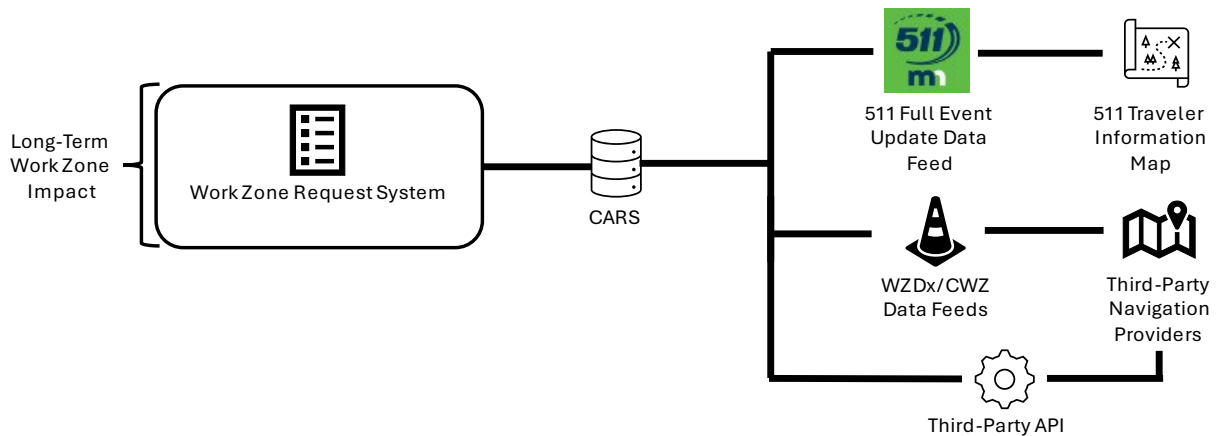 Long-Term
Work Zone
Impact
Work Zone Request System
CARS
511
mn
511 Full Event
Update Data
Feed
511 Traveler
Information
Map
WZDx/CWZ
Data Feeds
Third-Party
Navigation
Providers
Third-Party API